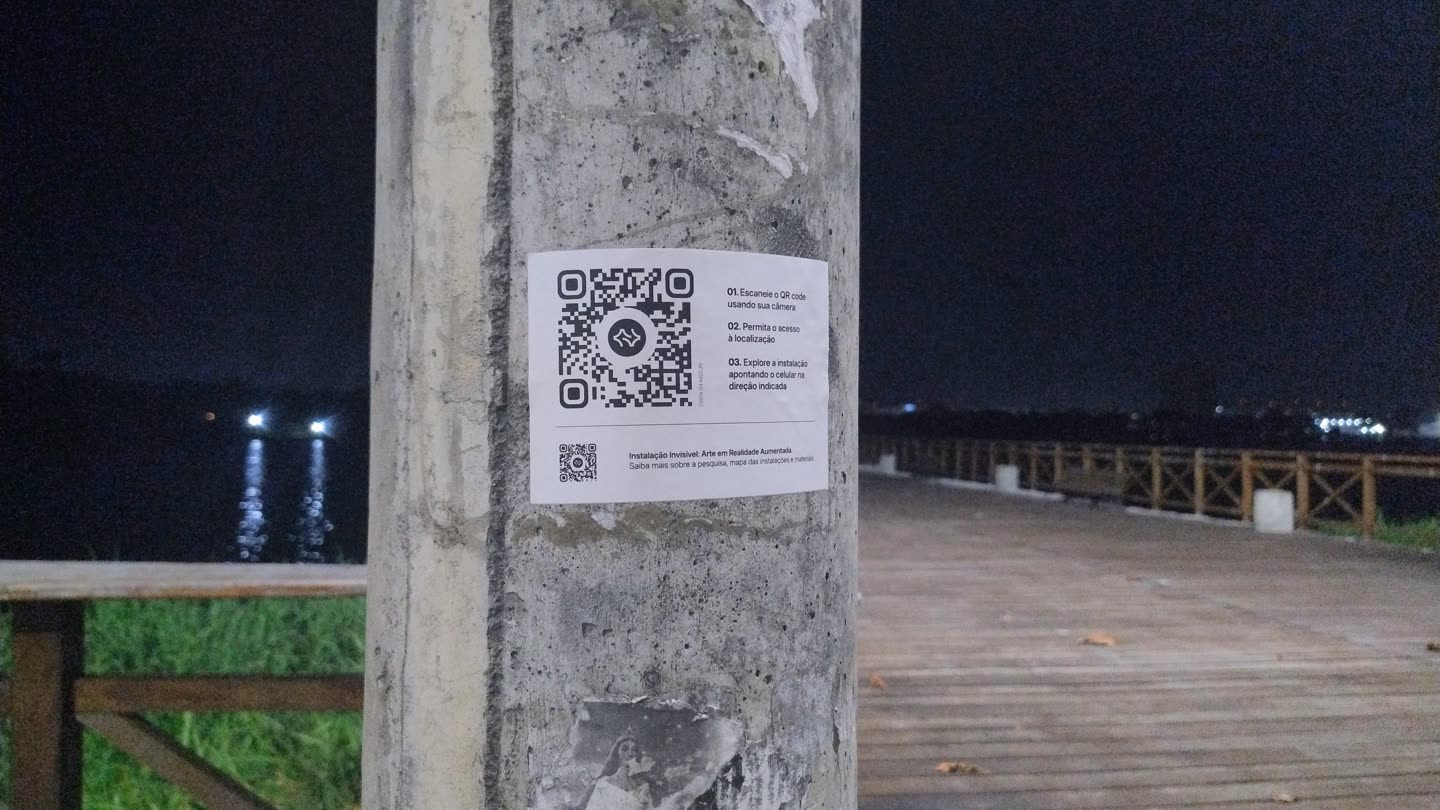 01. Escaneie o QR code
usando sua câmera
02. Permita o acesso
à localização
03. Explore a instalação
apontando o celular na
direção indicada
Instalação Invisível: Arte em Realidade Aumentada
Saiba mais sobre a pesquisa, mapa das instalações e materiais.